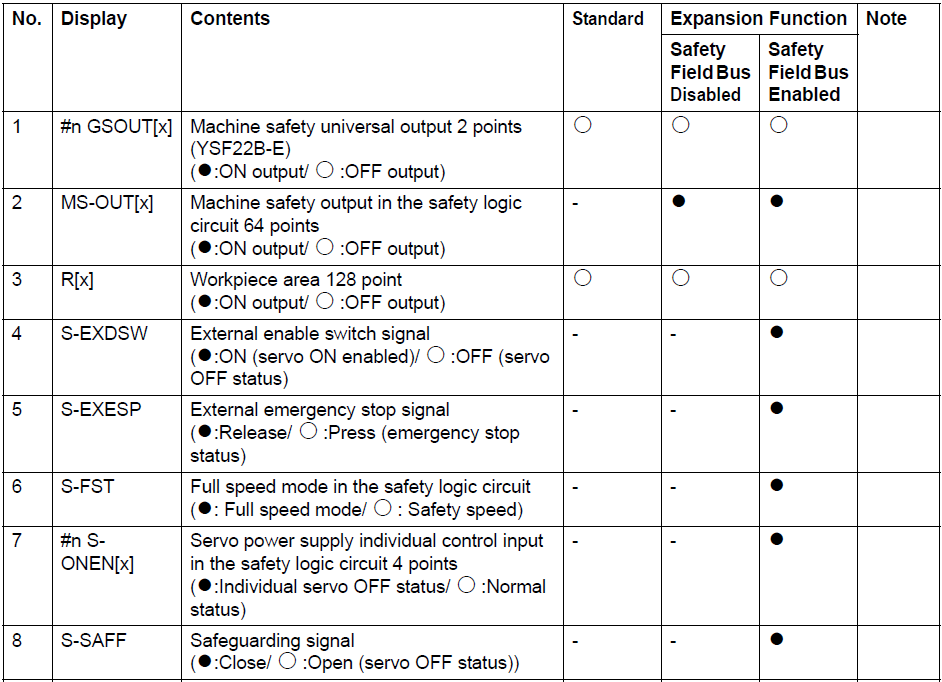 No. Display Contents Standard Expansion Function Note
Safety Field Bus Disabled Safety Field Bus Enabled
1 #n GSOUT[x] Machine safety universal output 2 points ○ ○ ○
(YSF22B-E)
(●:ON output/ ○ :OFF output)
2 MS-OUT[x] Machine safety output in the safety logic - ● ●
circuit 64 points
(●:ON output/ ○ :OFF output)
3 R[x] Workpiece area 128 point ○ ○ ○
(●:ON output/ ○ :OFF output)
4 S-EXDSW External enable switch signal - - ●
(●:ON (servo ON enabled)/ ○ :OFF (servo
OFF status)
5 S-EXESP External emergency stop signal - - ●
(●:Release/ ○ :Press (emergency stop
status)
6 S-FST Full speed mode in the safety logic circuit - - ●
(●: Full speed mode/ ○ : Safety speed)
7 #n S- Servo power supply individual control input - - ●
ONEN[x] in the safety logic circuit 4 points
(●:Individual servo OFF status/ ○ :Normal
status)
8 S-SAFF Safeguarding signal - - ●
(●:Close/ ○ :Open (servo OFF status))